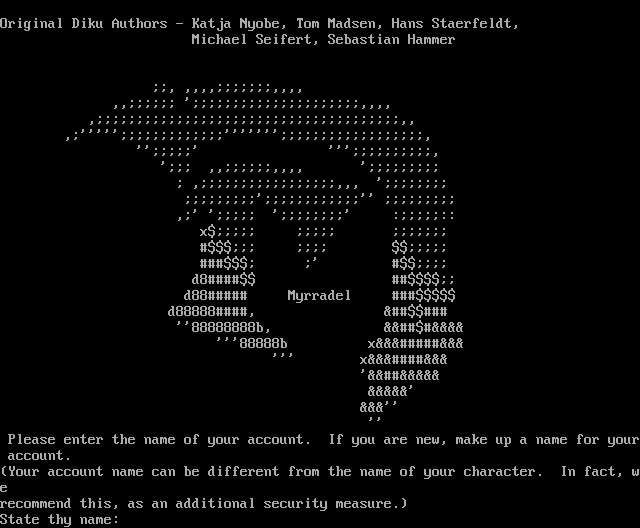 Original Diku Authors - Katja Nyobe, Tom Madsen, Hans Staerfeldt,
Michael Seifert, Sebastian Hammer
Myrradel
Please enter the name of your account.  If you are new, make up a name for your
account.
(Your account name can be different from the name of your character.  In fact, w
e
recommend this, as an additional security measure.)
State thy name: